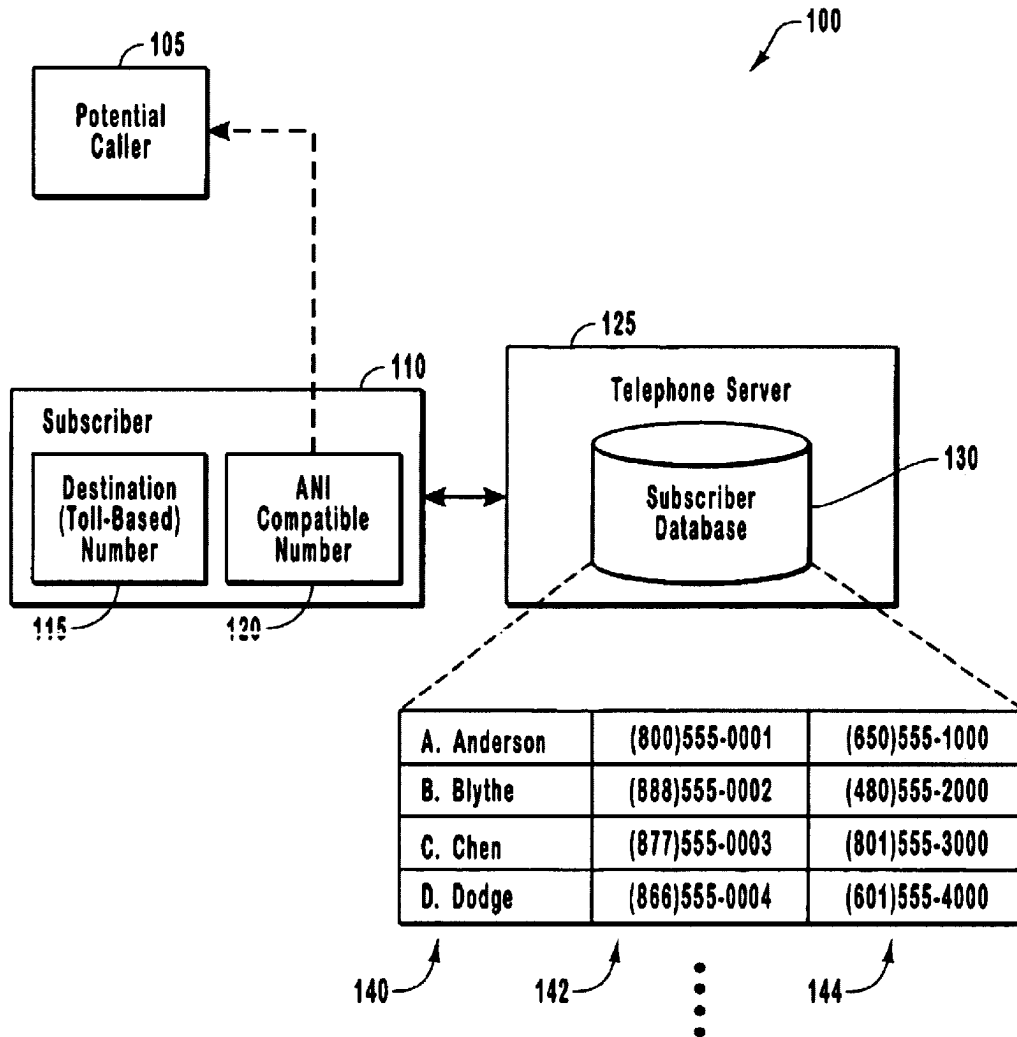 100
105
Potential
Caller
110
Subscriber
Destination
(Toll-Based)
Number
ANI
Compatible
Number
115
120
125
Telephone Server
Subscriber
Database
130
A. Anderson (800)555-0001 (650)555-1000
B. Blythe (888)555-0002 (480)555-2000
C. Chen (877)555-0003 (801)555-3000
D. Dodge (866)555-0004 (601)555-4000
140 142 144